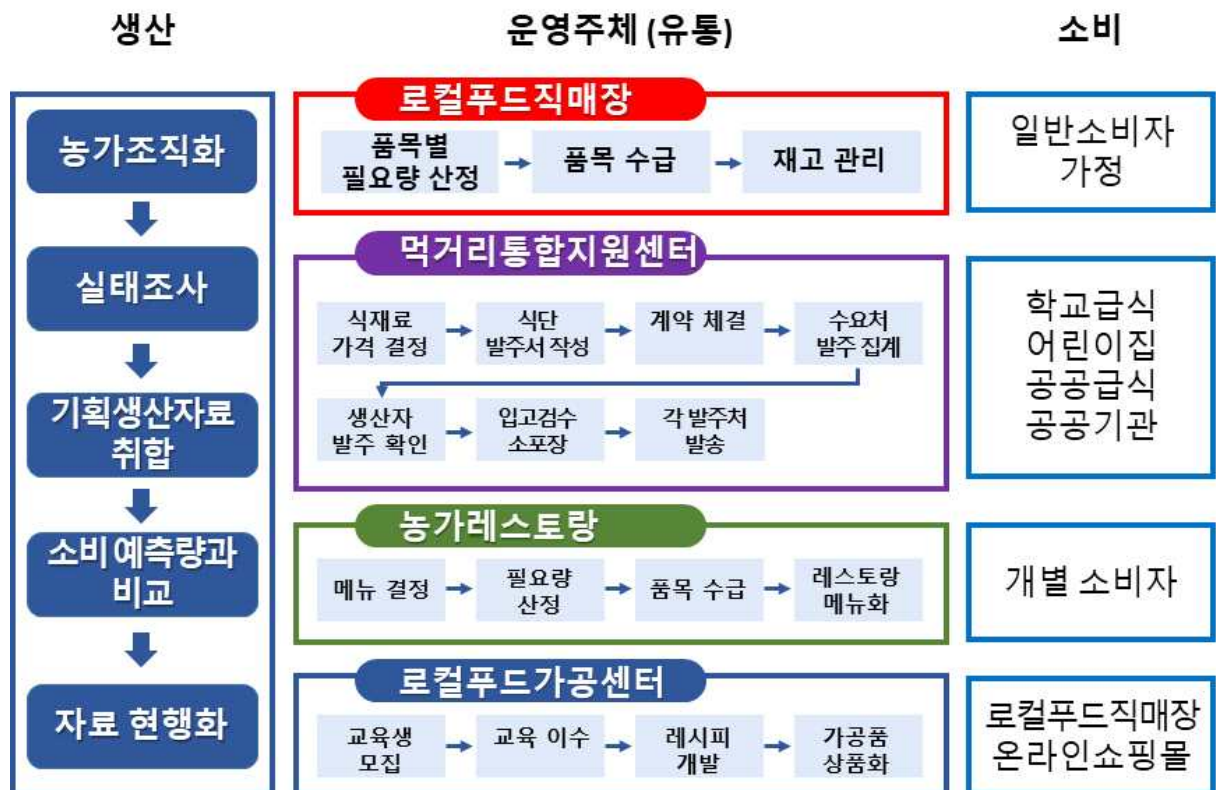 생산
운영주체 (유통)
소비
농가조직화
실태조사
기획생산자료
취합
소비 예측량과
비교
자료 현행화
로컬푸드직매장
품목별
필요량 산정
품목 수급
재고 관리
일반소비자
가정
먹거리통합지원센터
식재료
가격 결정
식단
발주서 작성
계약 체결
수요처
발주 집계
생산자
발주 확인
입고검수
소포장
각 발주처
발송
학교급식
어린이집
공공급식
공공기관
농가레스토랑
메뉴 결정
필요량
산정
품목 수급
레스토랑
메뉴화
개별 소비자
로컬푸드가공센터
교육생
모집
교육 이수
레시피
개발
가공품
상품화
로컬푸드직매장
온라인쇼핑몰